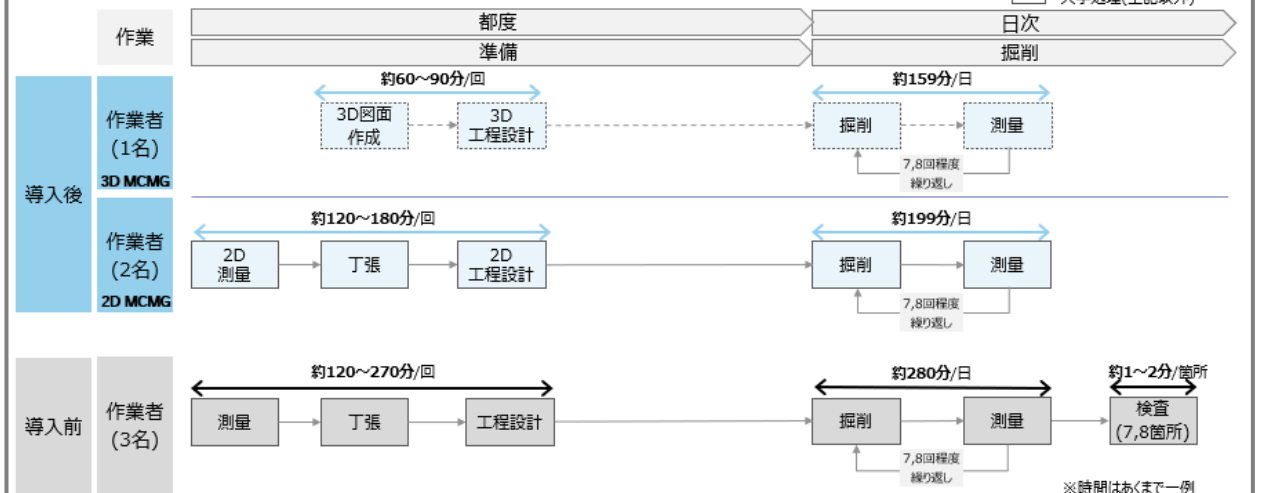 作業
都度
日次
準備
掘削
導入後
作業者
(1名)
3D MCMG
約60～90分/回
3D図面
作成
3D
工程設計
約159分/日
掘削
測量
7,8回程度
繰り返し
作業者
(2名)
2D MCMG
約120～180分/回
2D
測量
丁張
2D
工程設計
約199分/日
掘削
測量
7,8回程度
繰り返し
導入前
作業者
(3名)
約120～270分/回
測量
丁張
工程設計
約280分/日
掘削
測量
7,8回程度
繰り返し
約1～2分/箇所
検査
(7,8箇所)
※時間はあくまで一例